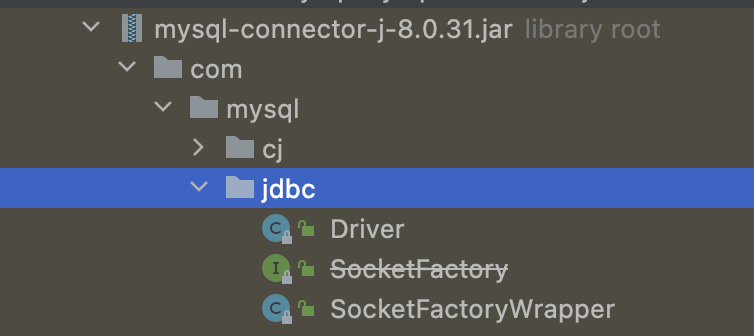 mysql-connector-j-8.0.31.jar library root
com
mysql
cj
jdbc
C Driver
I SocketFactory
C SocketFactoryWrapper